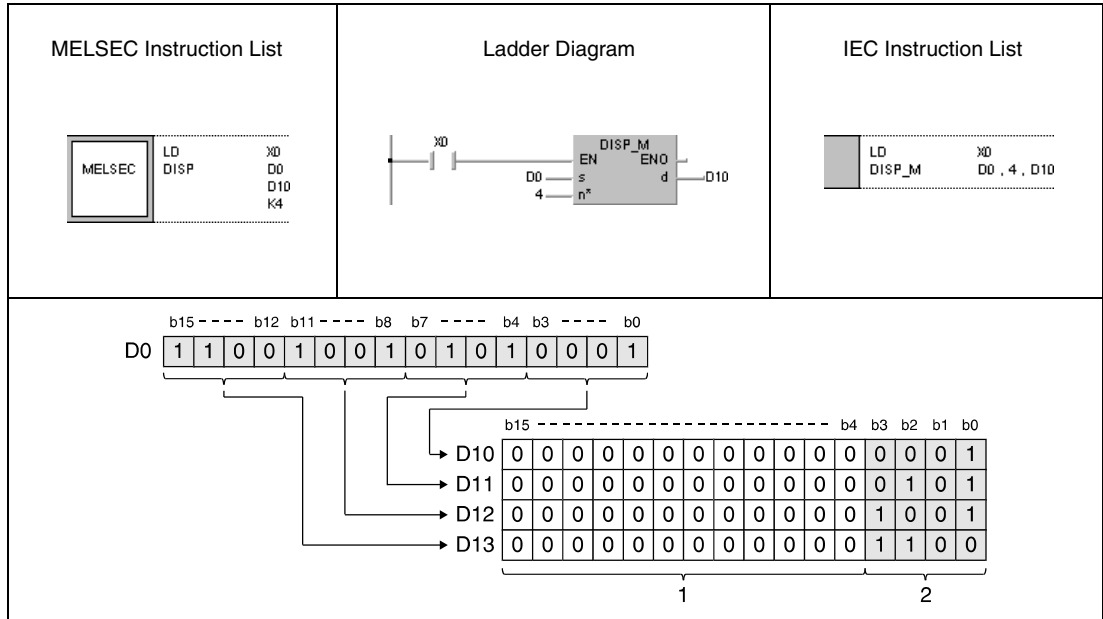 MELSEC Instruction List
Ladder Diagram
IEC Instruction List
MELSEC
LD X0
DISP D0
D10
K4
X0
DISP_M
EN ENO
D0 s d D10
4 n*
LD X0
DISP_M D0 , 4 , D10
b15 - - - - b12 b11 - - - - b8 b7 - - - - b4 b3 - - - - b0
D0 1 1 0 0 1 0 0 1 0 1 0 1 0 0 0 1
b15 - - - - - - - - - - - - - - - - b4 b3 b2 b1 b0
D10 0 0 0 0 0 0 0 0 0 0 0 0 0 0 0 1
D11 0 0 0 0 0 0 0 0 0 0 0 0 0 1 0 1
D12 0 0 0 0 0 0 0 0 0 0 0 0 1 0 0 1
D13 0 0 0 0 0 0 0 0 0 0 0 0 1 1 0 0
1 2